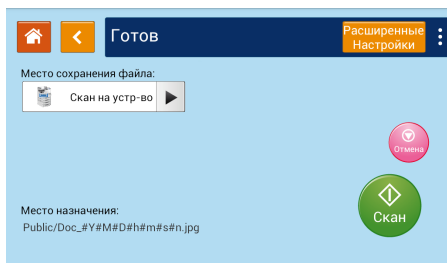 Готов
Расширенные
Настройки
Место сохранения файла:
Скан на устр-во
Отмена
Скан
Место назначения:
Public/Doc_#Y#M#D#h#m#s#n.jpg